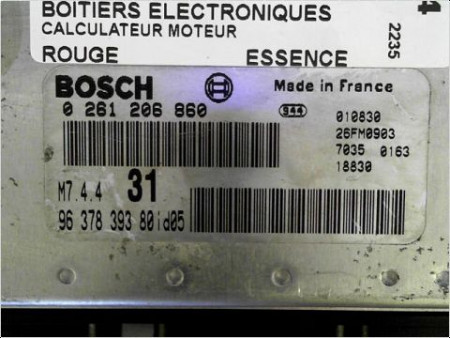 BOITIERS ELECTRONIQUES
CALCULATEUR MOTEUR
ROUGE ESSENCE
2235
BOSCH Made in France
0 261 206 860 944 010830
26FM0903
7035 0163
18830
M7.4.4 31
96 378 393 80 id05